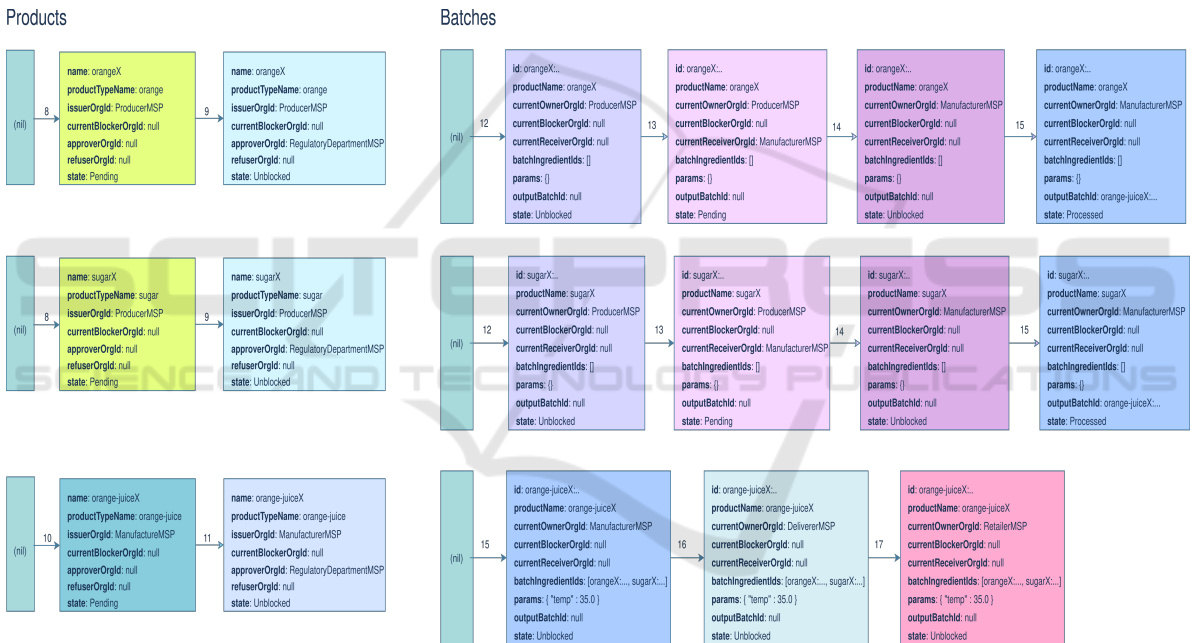 Products
(nil)
8
name: orangeX
productTypeName: orange
issuerOrgId: ProducerMSP
currentBlockerOrgId: null
approverOrgId: null
refuserOrgId: null
state: Pending
9
name: orangeX
productTypeName: orange
issuerOrgId: ProducerMSP
currentBlockerOrgId: null
approverOrgId: RegulatoryDepartmentMSP
refuserOrgId: null
state: Unblocked
(nil)
8
name: sugarX
productTypeName: sugar
issuerOrgId: ProducerMSP
currentBlockerOrgId: null
approverOrgId: null
refuserOrgId: null
state: Pending
9
name: sugarX
productTypeName: sugar
issuerOrgId: ProducerMSP
currentBlockerOrgId: null
approverOrgId: RegulatoryDepartmentMSP
refuserOrgId: null
state: Unblocked
(nil)
10
name: orange-juiceX
productTypeName: orange-juice
issuerOrgId: ManufactureMSP
currentBlockerOrgId: null
approverOrgId: null
refuserOrgId: null
state: Pending
11
name: orange-juiceX
productTypeName: orange-juice
issuerOrgId: ManufacturerMSP
currentBlockerOrgId: null
approverOrgId: RegulatoryDepartmentMSP
refuserOrgId: null
state: Unblocked
Batches
(nil)
12
id: orangeX:..
productName: orangeX
currentOwnerOrgId: ProducerMSP
currentBlockerOrgId: null
currentReceiverOrgId: null
batchIngredientIds: []
params: {}
outputBatchId: null
state: Unblocked
13
id: orangeX:..
productName: orangeX
currentOwnerOrgId: ProducerMSP
currentBlockerOrgId: null
currentReceiverOrgId: ManufacturerMSP
batchIngredientIds: []
params: {}
outputBatchId: null
state: Pending
14
id: orangeX:..
productName: orangeX
currentOwnerOrgId: ManufacturerMSP
currentBlockerOrgId: null
currentReceiverOrgId: null
batchIngredientIds: []
params: {}
outputBatchId: null
state: Unblocked
15
id: orangeX:..
productName: orangeX
currentOwnerOrgId: ManufacturerMSP
currentBlockerOrgId: null
currentReceiverOrgId: null
batchIngredientIds: []
params: {}
outputBatchId: orange-juiceX:...
state: Processed
(nil)
12
id: sugarX:..
productName: sugarX
currentOwnerOrgId: ProducerMSP
currentBlockerOrgId: null
currentReceiverOrgId: null
batchIngredientIds: []
params: {}
outputBatchId: null
state: Unblocked
13
id: sugarX:..
productName: sugarX
currentOwnerOrgId: ProducerMSP
currentBlockerOrgId: null
currentReceiverOrgId: ManufacturerMSP
batchIngredientIds: []
params: {}
outputBatchId: null
state: Pending
14
id: sugarX:..
productName: sugarX
currentOwnerOrgId: ManufacturerMSP
currentBlockerOrgId: null
currentReceiverOrgId: null
batchIngredientIds: []
params: {}
outputBatchId: null
state: Unblocked
15
id: sugarX:..
productName: sugarX
currentOwnerOrgId: ManufacturerMSP
currentBlockerOrgId: null
currentReceiverOrgId: null
batchIngredientIds: []
params: {}
outputBatchId: orange-juiceX:...
state: Processed
(nil)
15
id: orange-juiceX:..
productName: orange-juiceX
currentOwnerOrgId: ManufacturerMSP
currentBlockerOrgId: null
currentReceiverOrgId: null
batchIngredientIds: [orangeX:..., sugarX:...]
params: { "temp" : 35.0 }
outputBatchId: null
state: Unblocked
16
id: orange-juiceX:..
productName: orange-juiceX
currentOwnerOrgId: DelivererMSP
currentBlockerOrgId: null
currentReceiverOrgId: null
batchIngredientIds: [orangeX:..., sugarX:...]
params: { "temp" : 35.0 }
outputBatchId: null
state: Unblocked
17
id: orange-juiceX:..
productName: orange-juiceX
currentOwnerOrgId: RetailerMSP
currentBlockerOrgId: null
currentReceiverOrgId: null
batchIngredientIds: [orangeX:..., sugarX:...]
params: { "temp" : 35.0 }
outputBatchId: null
state: Unblocked
SCITEPRESS
SCIENCE AND TECHNOLOGY PUBLICATIONS